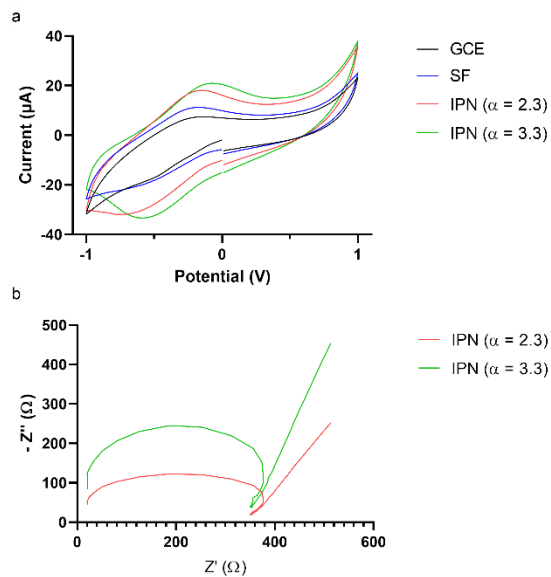 a
Current (µA)
40
20
0
-20
-40
-1
0
1
Potential (V)
GCE
SF
IPN (α = 2.3)
IPN (α = 3.3)
b
- Z'' (Ω)
500
400
300
200
100
0
0
200
400
600
Z' (Ω)
IPN (α = 2.3)
IPN (α = 3.3)